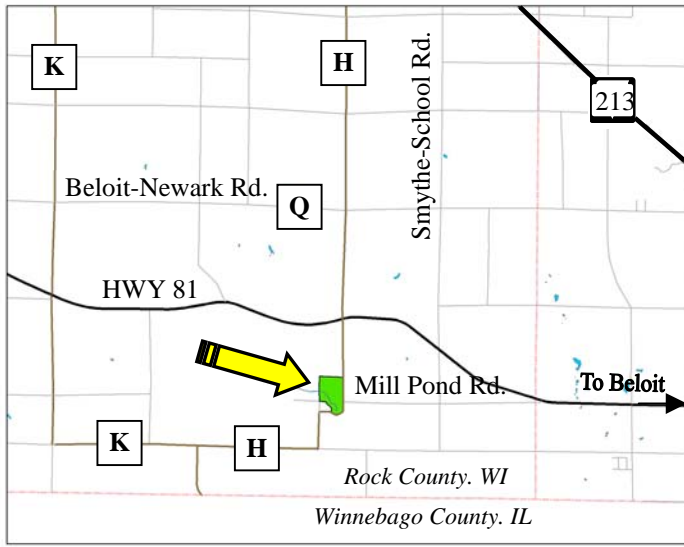 K
H
Smythe-School Rd.
213
Beloit-Newark Rd.
Q
HWY 81
Mill Pond Rd.
To Beloit
K
H
Rock County. WI
Winnebago County. IL